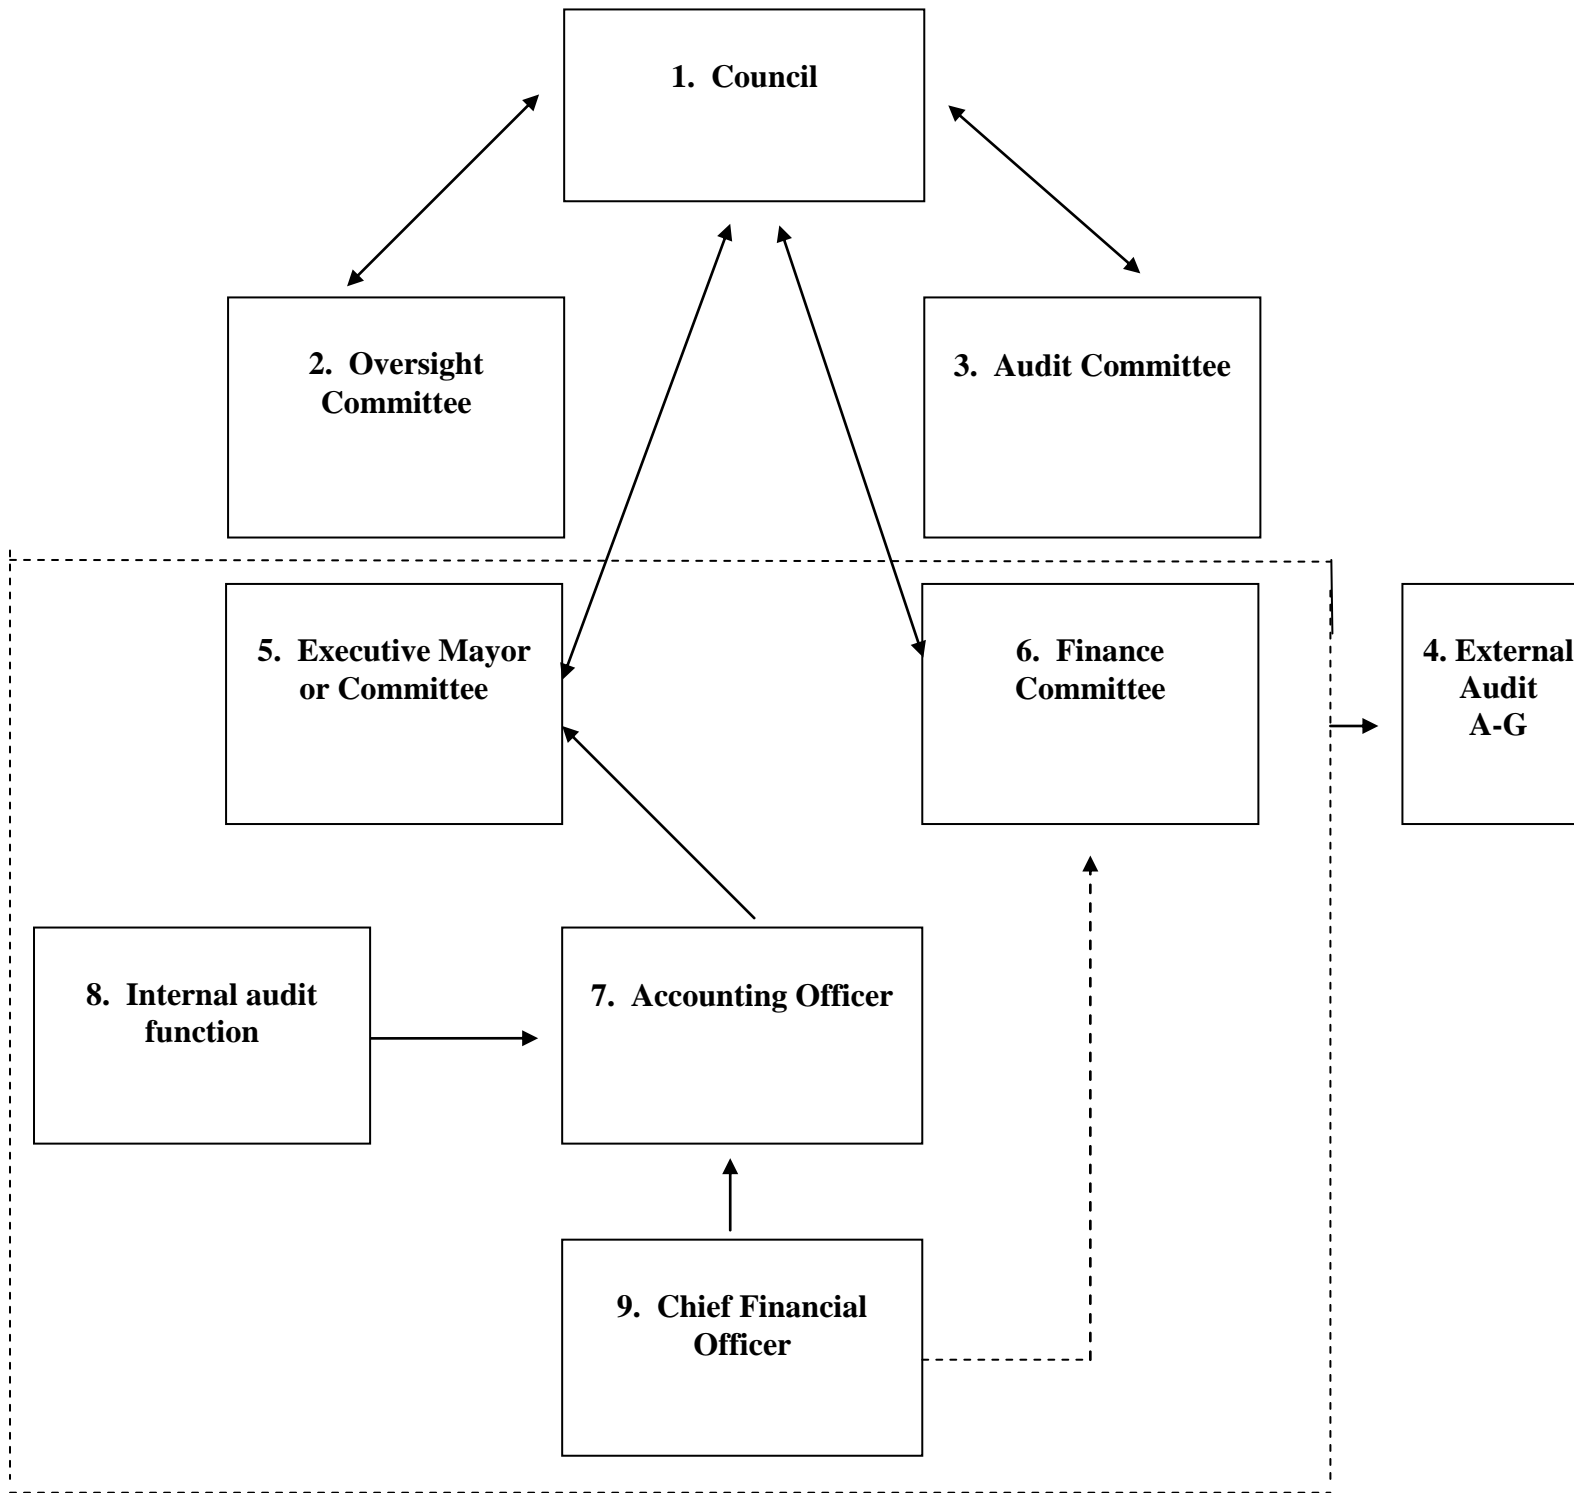 1.  Council
2.  Oversight
Committee
3.  Audit Committee
5.  Executive Mayor
or Committee
6.  Finance
Committee
4. External
Audit
A-G
8.  Internal audit
function
7.  Accounting Officer
9.  Chief Financial
Officer